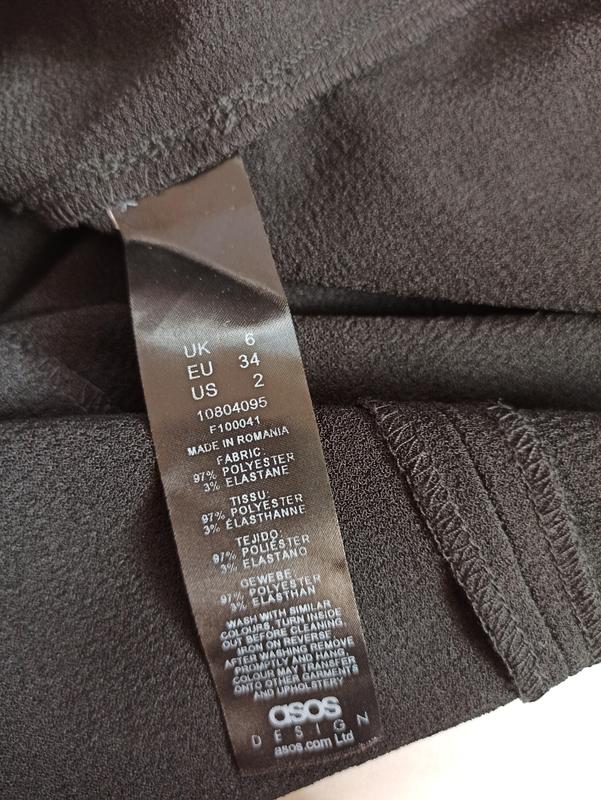 UK 6
EU 34
US 2
10804095
F100041
MADE IN ROMANIA
FABRIC:
97% POLYESTER
3% ELASTANE
TISSU:
97% POLYESTER
3% ÉLASTHANNE
TEJIDO:
97% POLIÉSTER
3% ELASTANO
GEWEBE:
97% POLYESTER
3% ELASTHAN
WASH WITH SIMILAR
COLOURS, TURN INSIDE
OUT BEFORE CLEANING
IRON ON REVERSE,
AFTER WASHING REMOVE
PROMPTLY AND HANG,
COLOUR MAY TRANSFER
ONTO OTHER GARMENTS
AND UPHOLSTERY
asos
DESIGN
asos.com Ltd